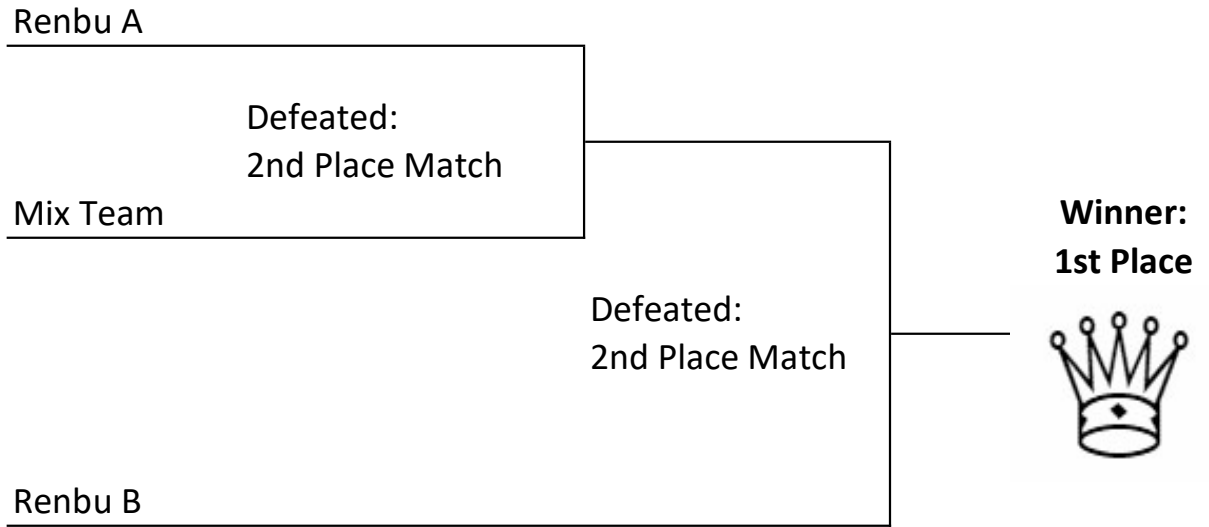 Renbu A
Defeated:
2nd Place Match
Mix Team
Winner:
1st Place
Defeated:
2nd Place Match
Renbu B